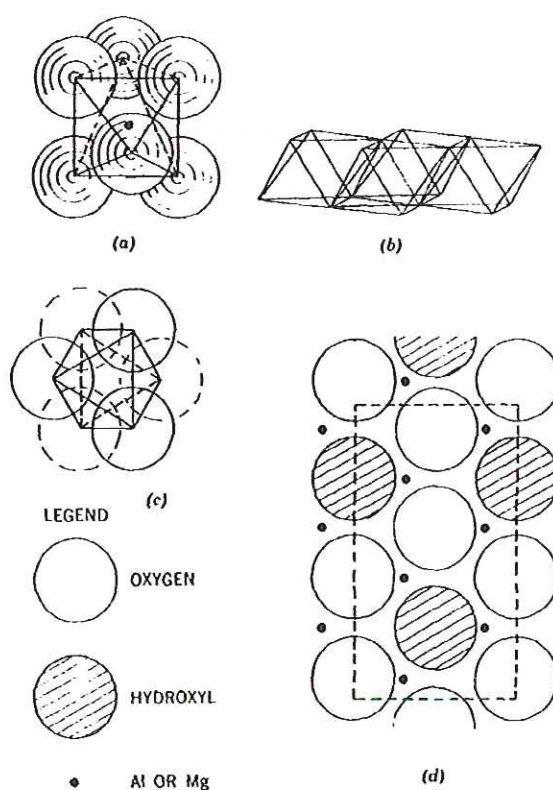 (a)
(b)
(c)
LEGEND
OXYGEN
HYDROXYL
Al OR Mg
(d)